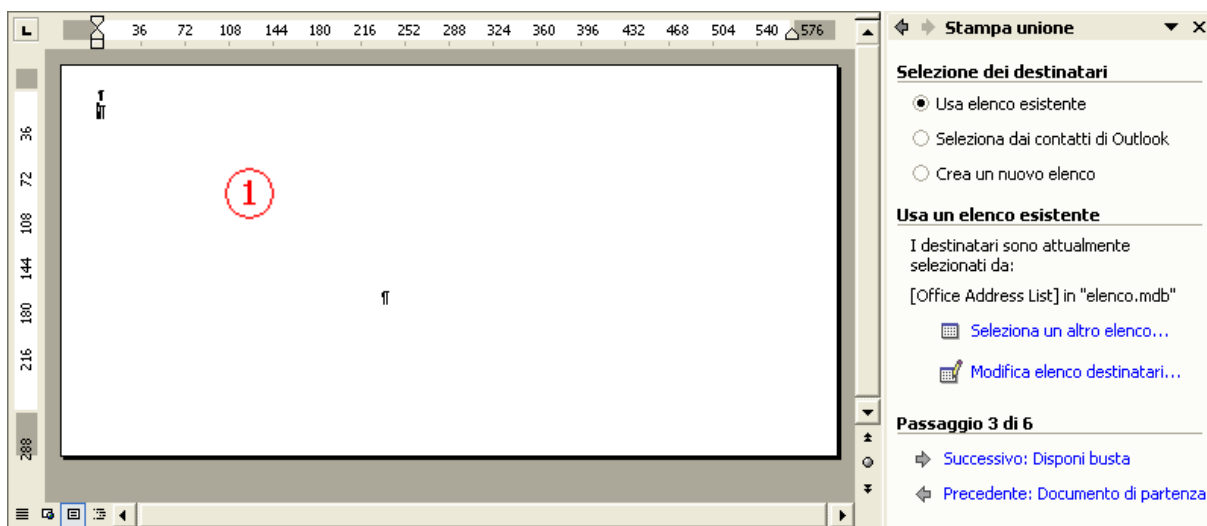 L 36 72 108 144 180 216 252 288 324 360 396 432 468 504 540 576
36
72
108
144
180
216
288
¶
¶
1
¶
Stampa unione
Selezione dei destinatari
Usa elenco esistente
Seleziona dai contatti di Outlook
Crea un nuovo elenco
Usa un elenco esistente
I destinatari sono attualmente
selezionati da:
[Office Address List] in "elenco.mdb"
Seleziona un altro elenco...
Modifica elenco destinatari...
Passaggio 3 di 6
Successivo: Disponi busta
Precedente: Documento di partenza